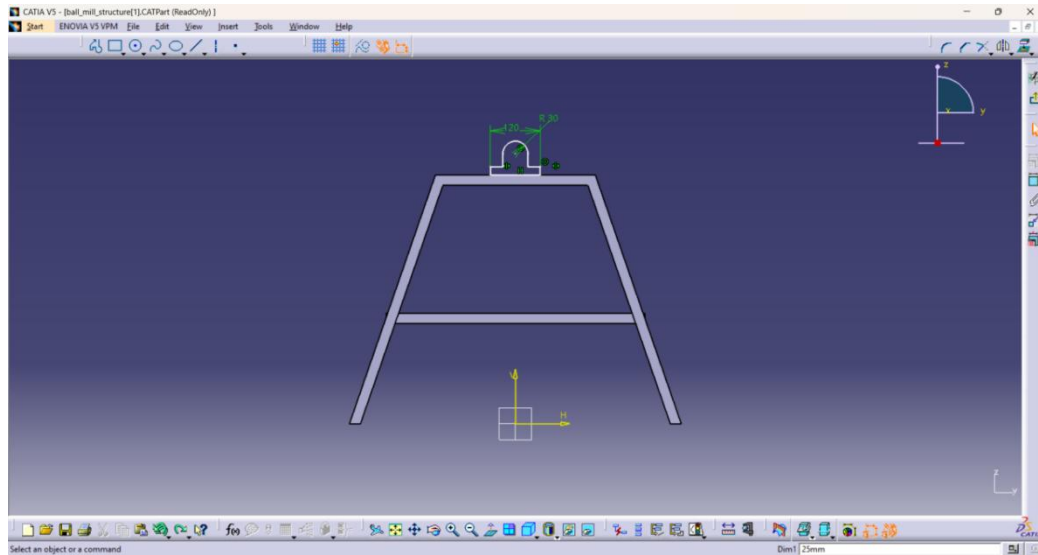 CATIA V5 - [ball_mill_structure[1].CATPart (ReadOnly) ]
Start ENOVIA V5 VPM File Edit View Insert Tools Window Help
z
x y
R 30
120
V
H
z
y
f(x)
CATIA
Select an object or a command
Dim1 25mm